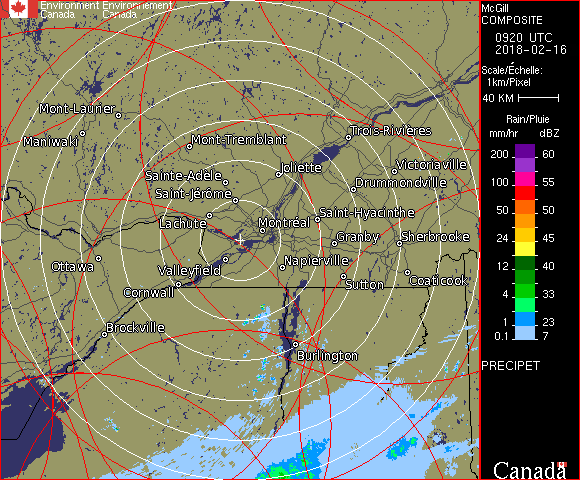 Environment Environnement
Canada Canada
McGill
COMPOSITE
0920 UTC
2018-02-16
Scale/Échelle:
1km/Pixel
40 KM
Rain/Pluie
mm/hr dBZ
200 60
100 55
50 50
24 45
12 40
4 33
1 23
0.1 7
PRECIPET
Canada
Mont-Laurier
Maniwaki
Mont-Tremblant
Trois-Rivières
Sainte-Adèle
Joliette
Victoriaville
Saint-Jérôme
Drummondville
Lachute
Montréal
Saint-Hyacinthe
Granby
Sherbrooke
Ottawa
Valleyfield
Napierville
Cornwall
Sutton
Coaticook
Brockville
Burlington